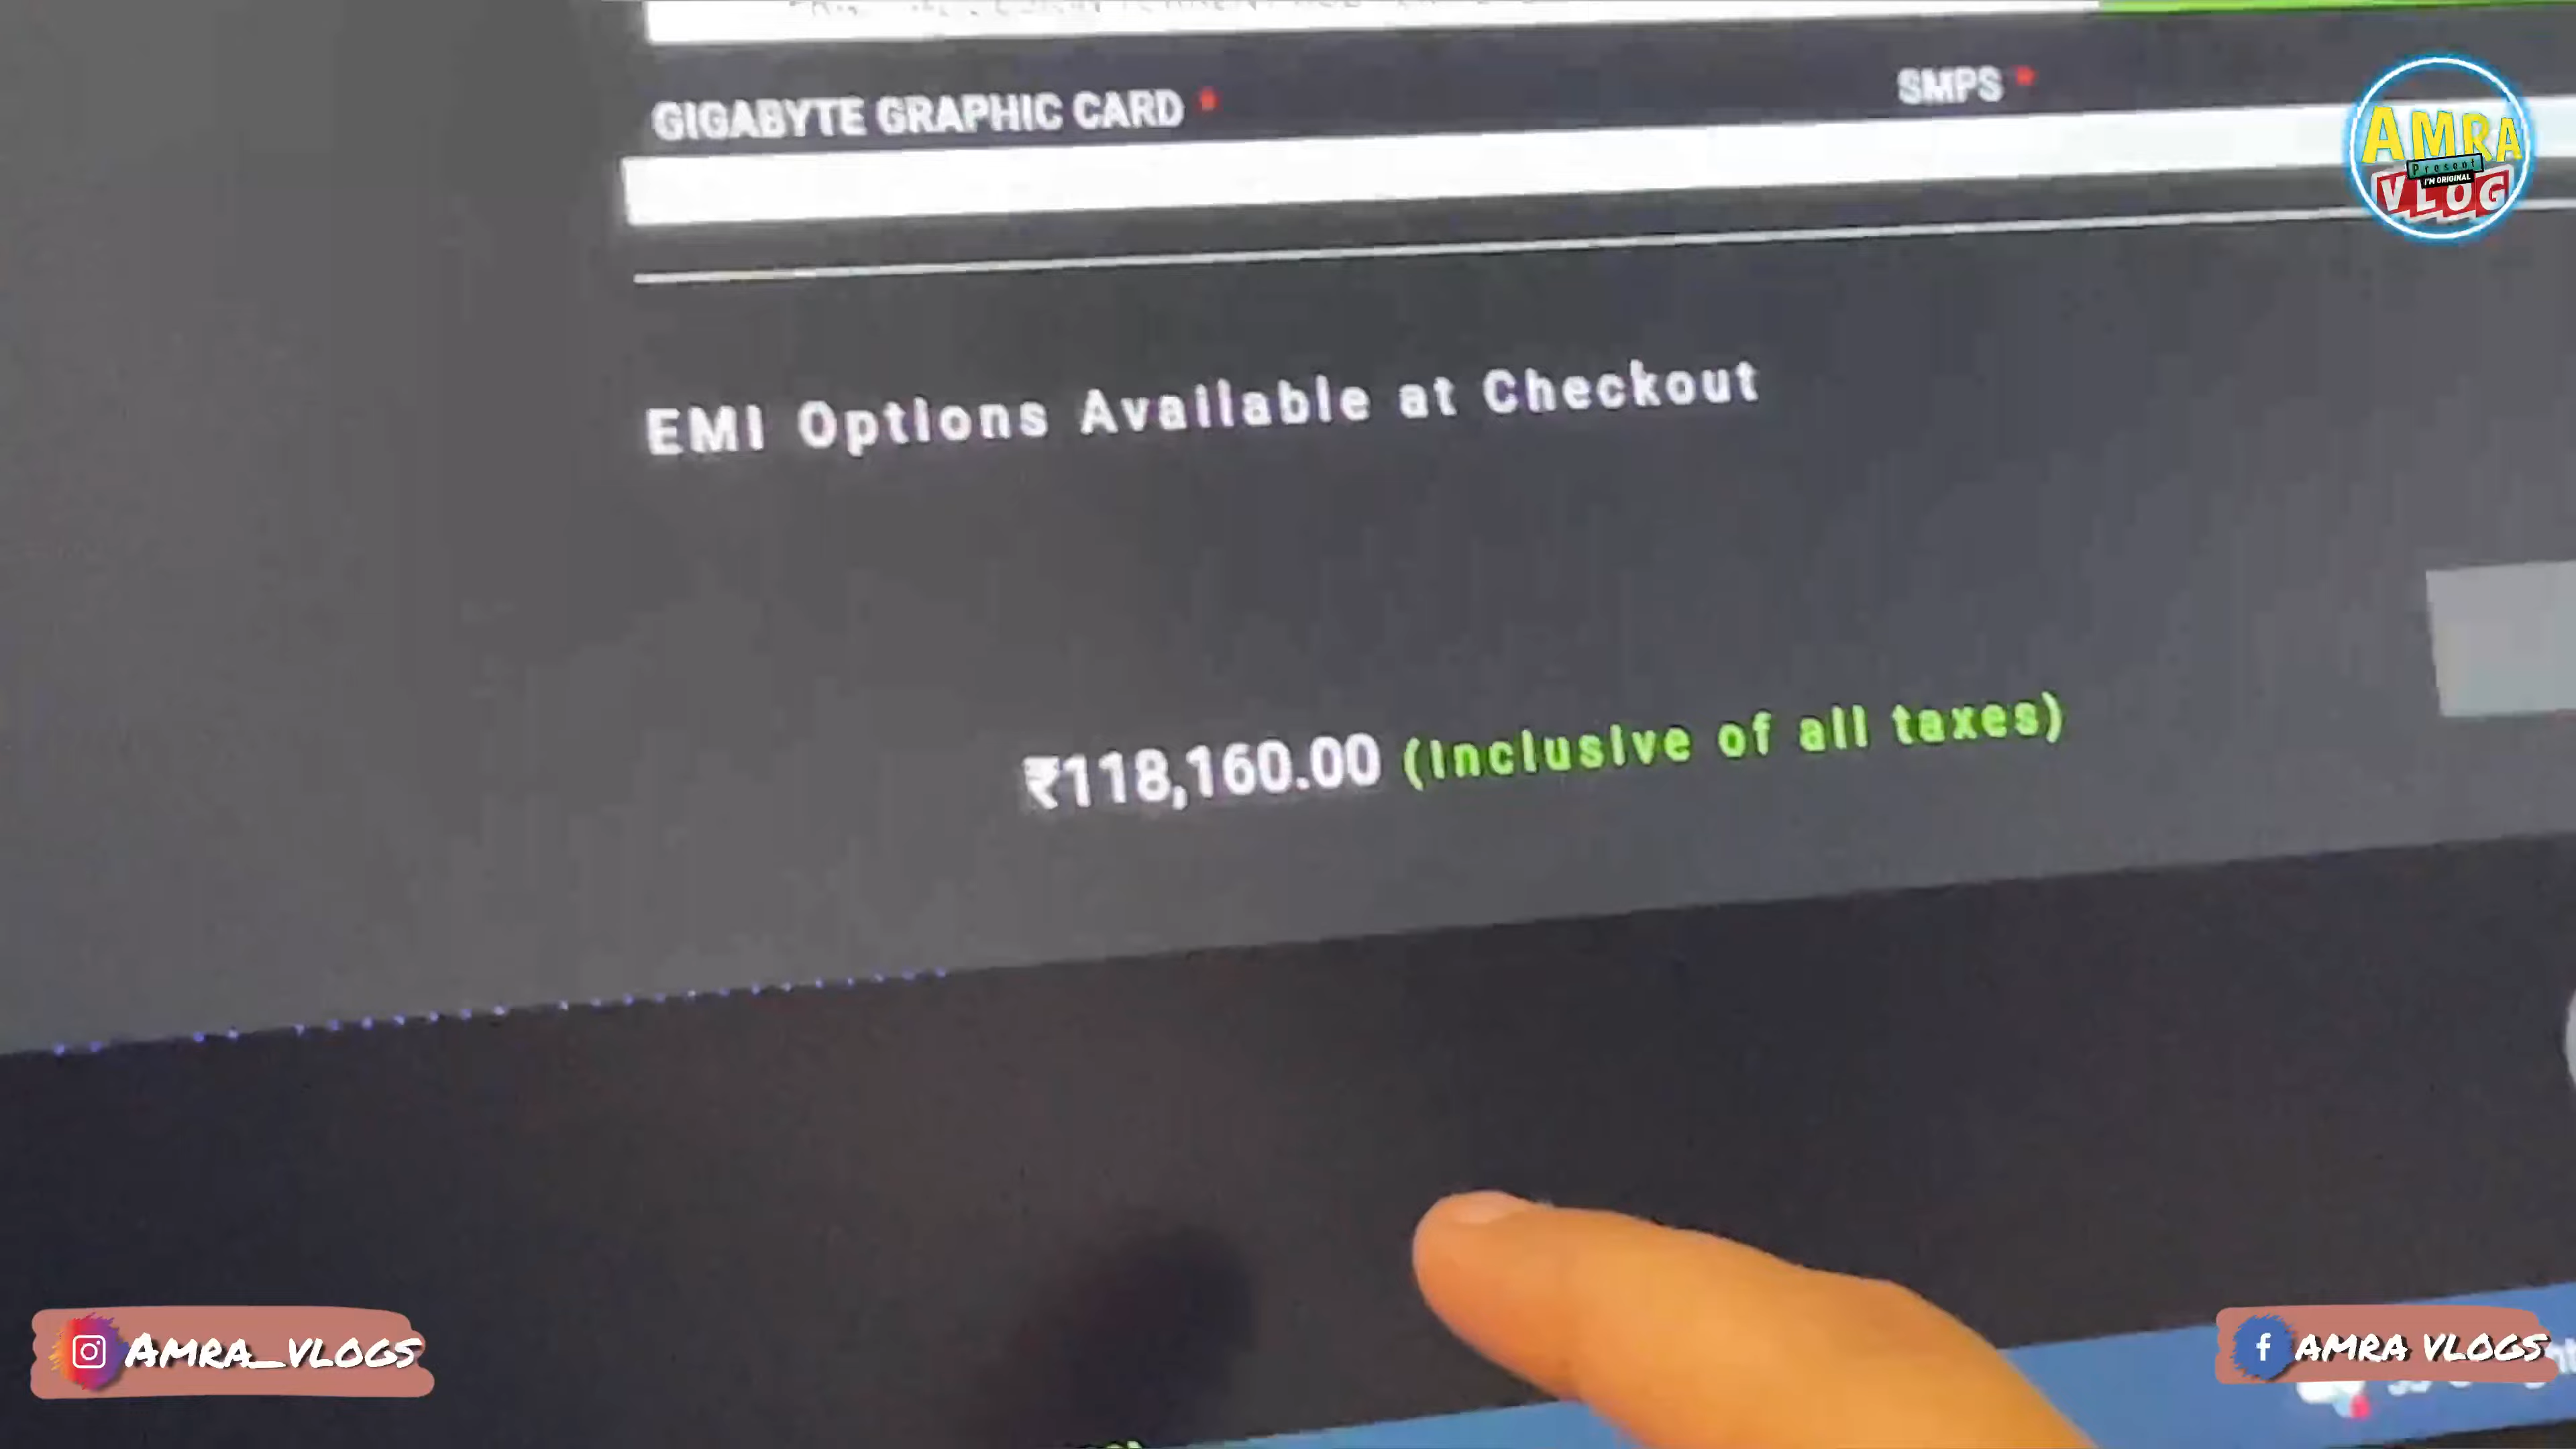 GIGABYTE GRAPHIC CARD *
SMPS *
AMRA
Present
I'M ORIGINAL
VLOG
EMI Options Available at Checkout
₹118,160.00 (Inclusive of all taxes)
AMRA_VLOGS
AMRA VLOGS